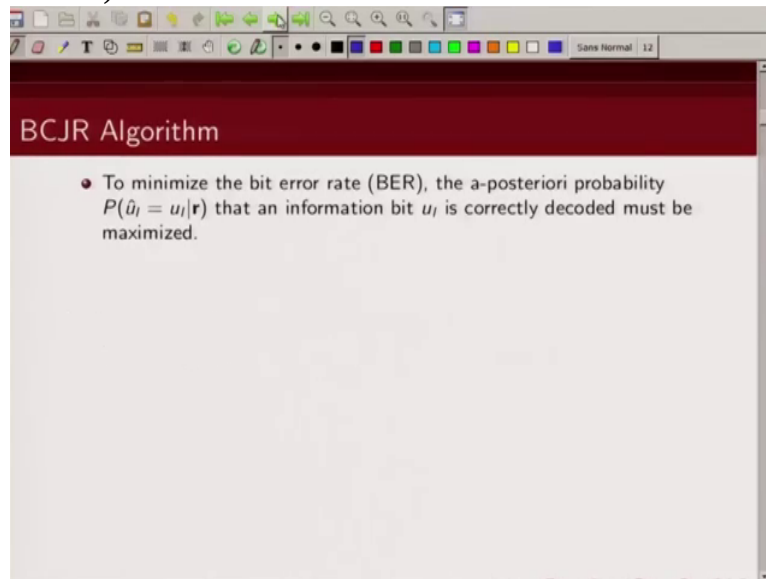 T
Sans Normal 12
BCJR Algorithm
To minimize the bit error rate (BER), the a-posteriori probability
P(û_l = u_l|r) that an information bit u_l is correctly decoded must be
maximized.